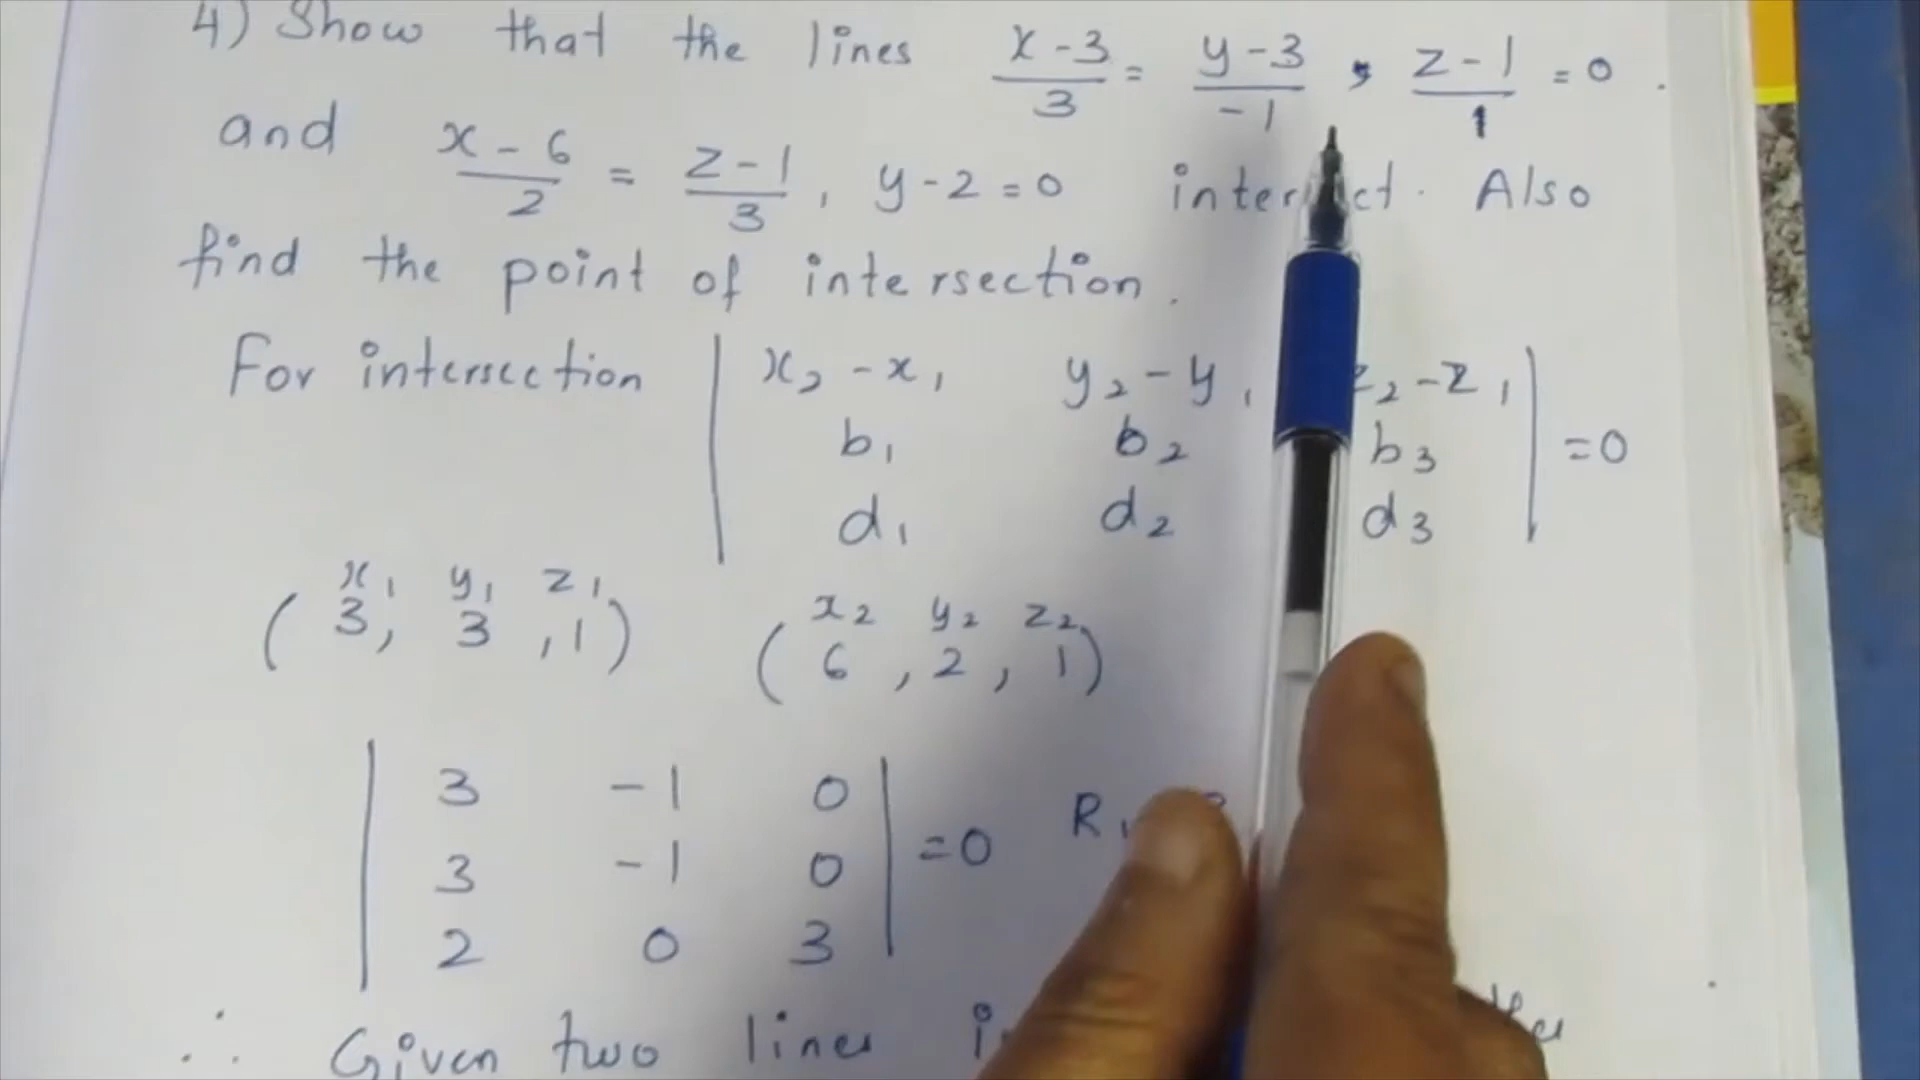 4) Show that the lines x-3/3 = y-3/-1 , z-1/1 = 0 .
and x-6/2 = z-1/3 , y-2 = 0 . Also
find the point of intersection .
For intersection | x₂-x₁ y₂-y₁ z₂-z₁ |
| b₁ b₂ b₃ | = 0
| d₁ d₂ d₃ |
x₁ y₁ z₁ x₂ y₂ z₂
( 3, 3 , 1 ) ( 6 , 2 , 1 )
| 3 -1 0 |
| 3 -1 0 | = 0 R₁
| 2 0 3 |
∴ Given two lines